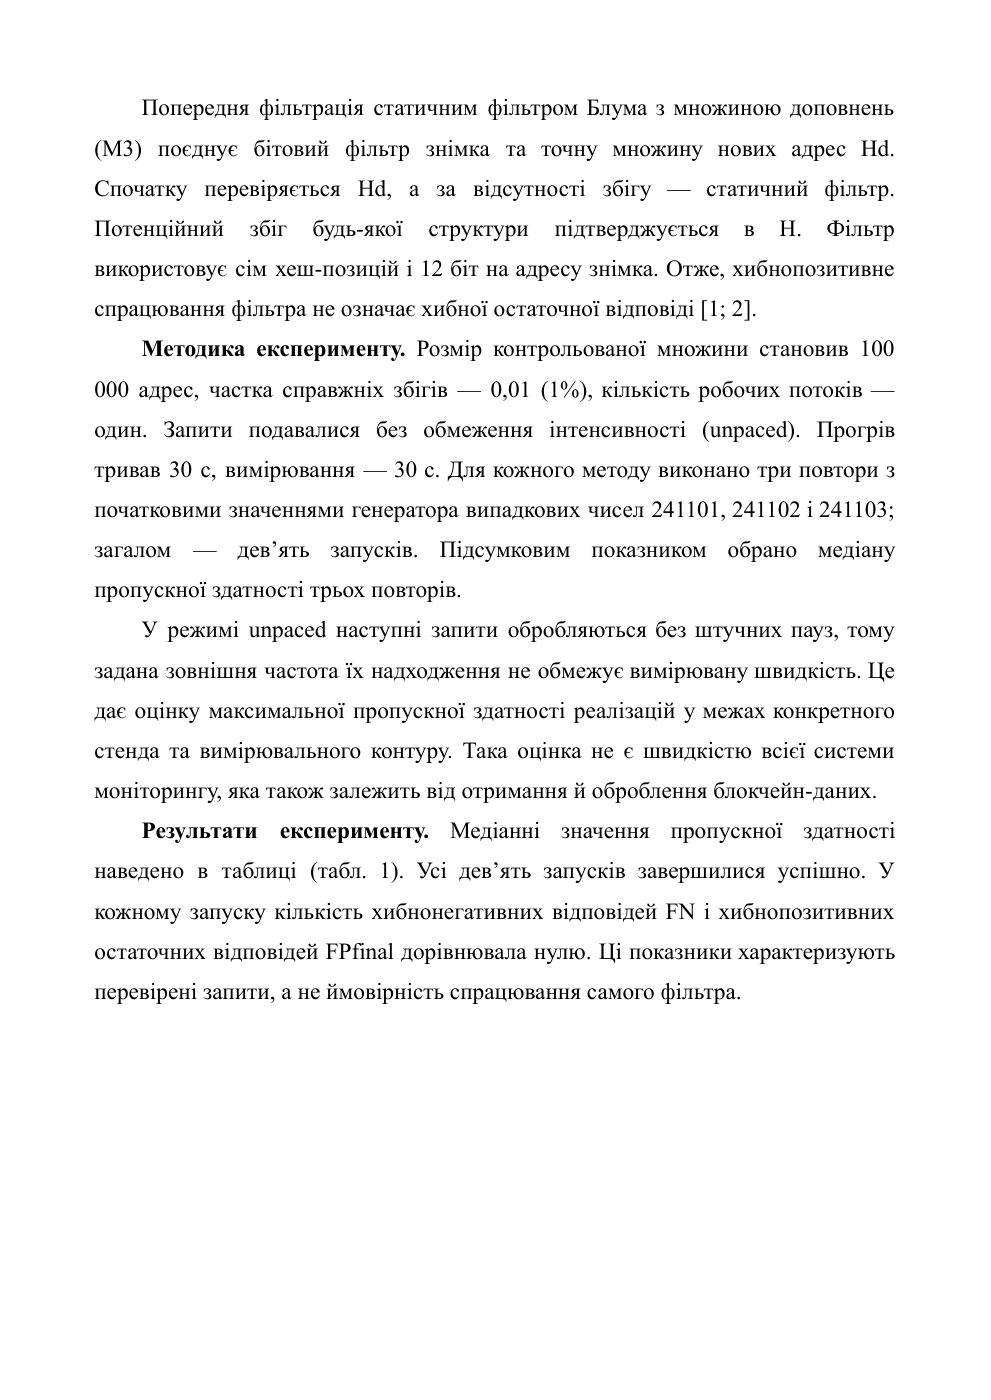 Попередня фільтрація статичним фільтром Блума з множиною доповнень
(М3) поєднує бітовий фільтр знімка та точну множину нових адрес Hd.
Спочатку перевіряється Hd, а за відсутності збігу — статичний фільтр.
Потенційний збіг будь-якої структури підтверджується в H. Фільтр
використовує сім хеш-позицій і 12 біт на адресу знімка. Отже, хибнопозитивне
спрацювання фільтра не означає хибної остаточної відповіді [1; 2].
Методика експерименту. Розмір контрольованої множини становив 100
000 адрес, частка справжніх збігів — 0,01 (1%), кількість робочих потоків —
один. Запити подавалися без обмеження інтенсивності (unpaced). Прогрів
тривав 30 с, вимірювання — 30 с. Для кожного методу виконано три повтори з
початковими значеннями генератора випадкових чисел 241101, 241102 і 241103;
загалом — дев’ять запусків. Підсумковим показником обрано медіану
пропускної здатності трьох повторів.
У режимі unpaced наступні запити обробляються без штучних пауз, тому
задана зовнішня частота їх надходження не обмежує вимірювану швидкість. Це
дає оцінку максимальної пропускної здатності реалізацій у межах конкретного
стенда та вимірювального контуру. Така оцінка не є швидкістю всієї системи
моніторингу, яка також залежить від отримання й оброблення блокчейн-даних.
Результати експерименту. Медіанні значення пропускної здатності
наведено в таблиці (табл. 1). Усі дев’ять запусків завершилися успішно. У
кожному запуску кількість хибнонегативних відповідей FN і хибнопозитивних
остаточних відповідей FPfinal дорівнювала нулю. Ці показники характеризують
перевірені запити, а не ймовірність спрацювання самого фільтра.